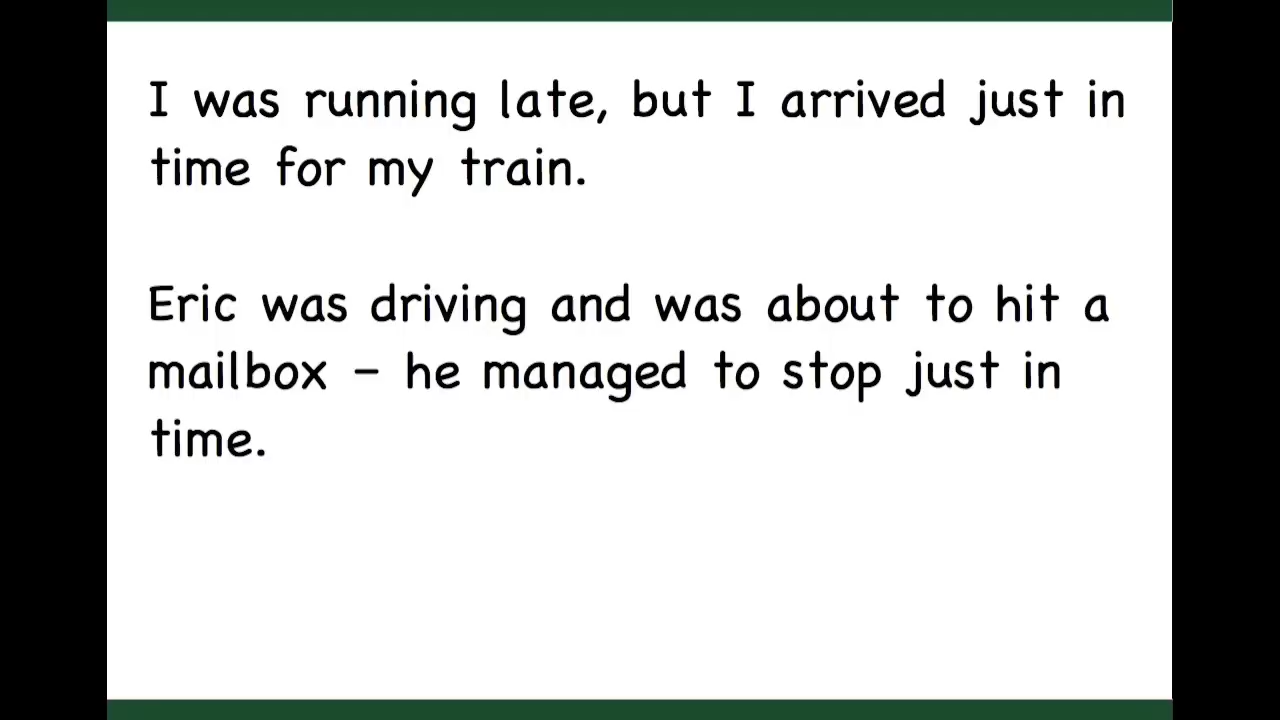 I was running late, but I arrived just in
time for my train.
Eric was driving and was about to hit a
mailbox – he managed to stop just in
time.